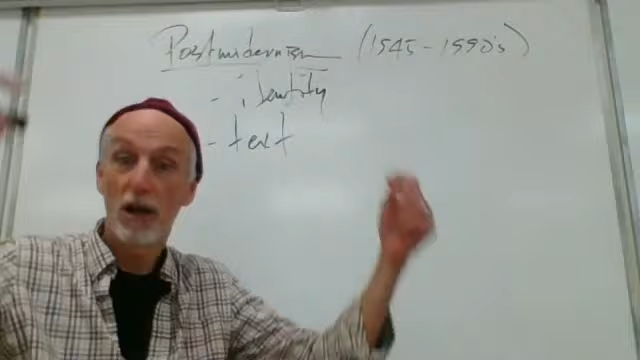 Postmodernism (1945-1990's)
- identity
- text